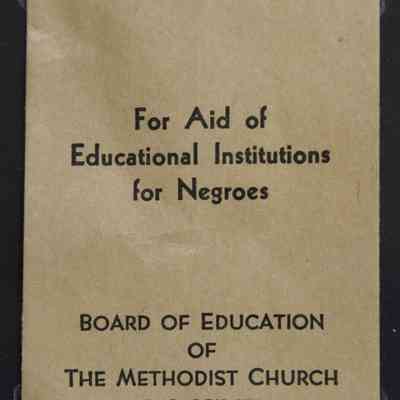 For Aid of
Educational Institutions
for Negroes
BOARD OF EDUCATION
OF
THE METHODIST CHURCH